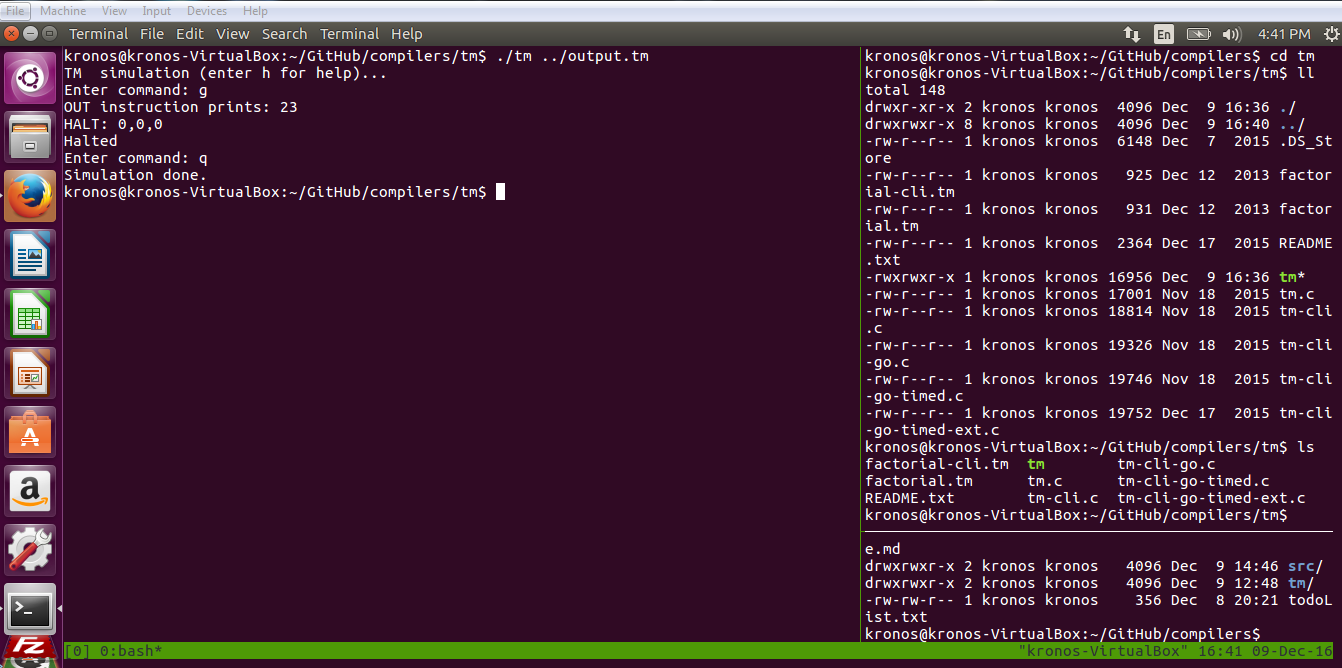 File Machine View Input Devices Help
Terminal File Edit View Search Terminal Help En 4:41 PM
kronos@kronos-VirtualBox:~/GitHub/compilers/tm$ ./tm ../output.tm
TM  simulation (enter h for help)...
Enter command: g
OUT instruction prints: 23
HALT: 0,0,0
Halted
Enter command: q
Simulation done.
kronos@kronos-VirtualBox:~/GitHub/compilers/tm$
kronos@kronos-VirtualBox:~/GitHub/compilers$ cd tm
kronos@kronos-VirtualBox:~/GitHub/compilers/tm$ ll
total 148
drwxr-xr-x 2 kronos kronos  4096 Dec  9 16:36 ./
drwxrwxr-x 8 kronos kronos  4096 Dec  9 16:40 ../
-rw-r--r-- 1 kronos kronos  6148 Dec  7  2015 .DS_St
ore
-rw-r--r-- 1 kronos kronos   925 Dec 12  2013 factor
ial-cli.tm
-rw-r--r-- 1 kronos kronos   931 Dec 12  2013 factor
ial.tm
-rw-r--r-- 1 kronos kronos  2364 Dec 17  2015 README
.txt
-rwxrwxr-x 1 kronos kronos 16956 Dec  9 16:36 tm*
-rw-r--r-- 1 kronos kronos 17001 Nov 18  2015 tm.c
-rw-r--r-- 1 kronos kronos 18814 Nov 18  2015 tm-cli
.c
-rw-r--r-- 1 kronos kronos 19326 Nov 18  2015 tm-cli
-go.c
-rw-r--r-- 1 kronos kronos 19746 Nov 18  2015 tm-cli
-go-timed.c
-rw-r--r-- 1 kronos kronos 19752 Dec 17  2015 tm-cli
-go-timed-ext.c
kronos@kronos-VirtualBox:~/GitHub/compilers/tm$ ls
factorial-cli.tm  tm        tm-cli-go.c
factorial.tm      tm.c      tm-cli-go-timed.c
README.txt        tm-cli.c  tm-cli-go-timed-ext.c
kronos@kronos-VirtualBox:~/GitHub/compilers/tm$
e.md
drwxrwxr-x 2 kronos kronos   4096 Dec  9 14:46 src/
drwxrwxr-x 2 kronos kronos   4096 Dec  9 12:48 tm/
-rw-rw-r-- 1 kronos kronos    356 Dec  8 20:21 todoL
ist.txt
kronos@kronos-VirtualBox:~/GitHub/compilers$
[0] 0:bash* "kronos-VirtualBox" 16:41 09-Dec-16
A
a
>_
FZ